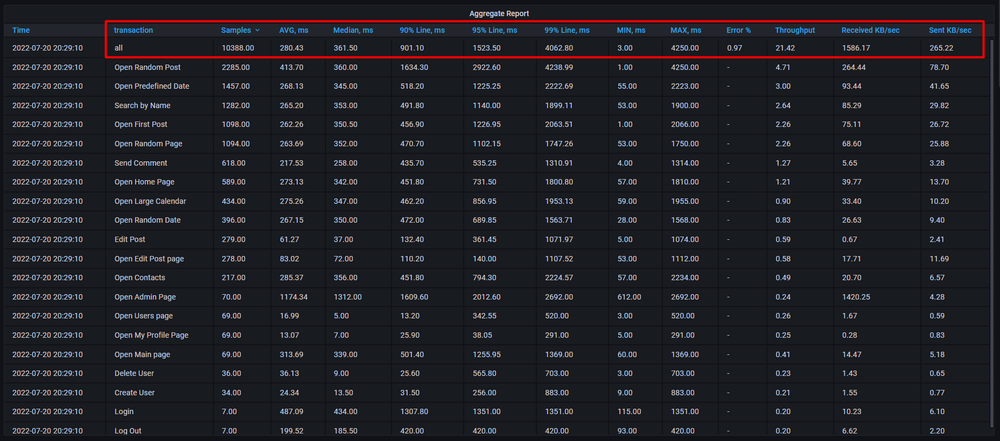 Aggregate Report
Time transaction Samples AVG, ms Median, ms 90% Line, ms 95% Line, ms 99% Line, ms MIN, ms MAX, ms Error % Throughput Received KB/sec Sent KB/sec
2022-07-20 20:29:10 all 10388.00 280.43 361.50 901.10 1523.50 4062.80 3.00 4250.00 0.97 21.42 1586.17 265.22
2022-07-20 20:29:10 Open Random Post 2285.00 413.70 360.00 1634.30 2922.60 4238.99 1.00 4250.00 - 4.71 264.44 78.70
2022-07-20 20:29:10 Open Predefined Date 1457.00 268.13 345.00 518.20 1225.25 2222.69 55.00 2223.00 - 3.00 93.44 41.65
2022-07-20 20:29:10 Search by Name 1282.00 265.20 353.00 491.80 1140.00 1899.11 53.00 1900.00 - 2.64 85.29 29.82
2022-07-20 20:29:10 Open First Post 1098.00 262.26 350.50 456.90 1226.95 2063.51 1.00 2066.00 - 2.26 75.11 26.72
2022-07-20 20:29:10 Open Random Page 1094.00 263.69 352.00 470.70 1102.15 1747.26 53.00 1750.00 - 2.26 68.60 25.88
2022-07-20 20:29:10 Send Comment 618.00 217.53 258.00 435.70 535.25 1310.91 4.00 1314.00 - 1.27 5.65 3.28
2022-07-20 20:29:10 Open Home Page 589.00 273.13 342.00 451.80 731.50 1800.80 57.00 1810.00 - 1.21 39.77 13.70
2022-07-20 20:29:10 Open Large Calendar 434.00 275.26 347.00 462.20 856.95 1953.13 59.00 1955.00 - 0.90 33.40 10.20
2022-07-20 20:29:10 Open Random Date 396.00 267.15 350.00 472.00 689.85 1563.71 28.00 1568.00 - 0.83 26.63 9.40
2022-07-20 20:29:10 Edit Post 279.00 61.27 37.00 132.40 361.45 1071.97 5.00 1074.00 - 0.59 0.67 2.41
2022-07-20 20:29:10 Open Edit Post page 278.00 83.02 72.00 110.20 140.00 1107.52 53.00 1112.00 - 0.58 17.71 11.69
2022-07-20 20:29:10 Open Contacts 217.00 285.37 356.00 451.80 794.30 2224.57 57.00 2234.00 - 0.49 20.70 6.57
2022-07-20 20:29:10 Open Admin Page 70.00 1174.34 1312.00 1609.60 2012.60 2692.00 612.00 2692.00 - 0.24 1420.25 4.28
2022-07-20 20:29:10 Open Users page 69.00 16.99 5.00 13.20 342.55 520.00 3.00 520.00 - 0.26 1.67 0.59
2022-07-20 20:29:10 Open My Profile Page 69.00 13.07 7.00 25.90 38.05 291.00 5.00 291.00 - 0.25 0.28 0.83
2022-07-20 20:29:10 Open Main page 69.00 313.69 339.00 501.40 1255.95 1369.00 60.00 1369.00 - 0.41 14.47 5.18
2022-07-20 20:29:10 Delete User 36.00 36.13 9.00 25.60 565.80 703.00 3.00 703.00 - 0.23 1.43 0.65
2022-07-20 20:29:10 Create User 34.00 24.34 13.50 31.50 256.00 883.00 9.00 883.00 - 0.21 1.55 0.77
2022-07-20 20:29:10 Login 7.00 487.09 434.00 1307.80 1351.00 1351.00 115.00 1351.00 - 0.20 10.23 6.10
2022-07-20 20:29:10 Log Out 7.00 199.52 185.50 420.00 420.00 420.00 93.00 420.00 - 0.20 6.62 2.20